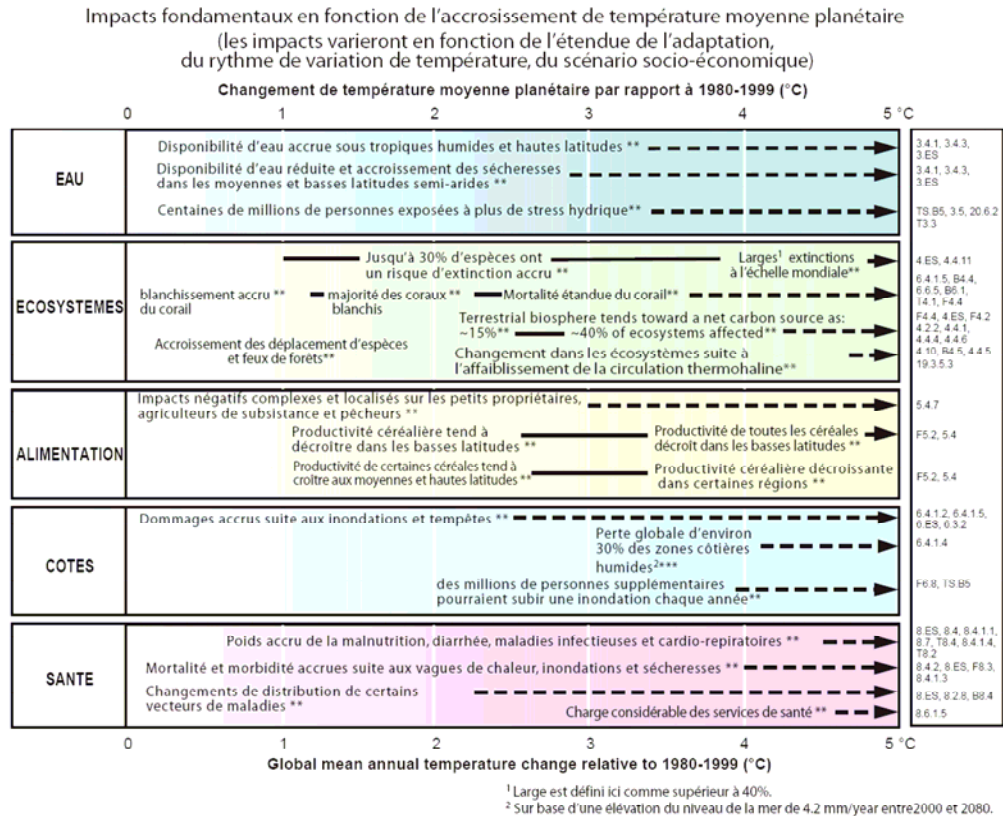 Impacts fondamentaux en fonction de l'accrosissement de température moyenne planétaire
(les impacts varieront en fonction de l'étendue de l'adaptation,
du rythme de variation de température, du scénario socio-économique)
Changement de température moyenne planétaire par rapport à 1980-1999 (°C)
0 1 2 3 4 5 °C
EAU
Disponibilité d'eau accrue sous tropiques humides et hautes latitudes **
3.4.1, 3.4.3,
3.ES
Disponibilité d'eau réduite et accroissement des sécheresses
dans les moyennes et basses latitudes semi-arides **
3.4.1, 3.4.3,
3.ES
Centaines de millions de personnes exposées à plus de stress hydrique**
TS.B5, 3.5, 20.6.2
T3.3
ECOSYSTEMES
Jusqu'à 30% d'espèces ont
un risque d'extinction accru **
Larges¹ extinctions
à l'échelle mondiale**
4.ES, 4.4.11
blanchissement accru **
du corail
majorité des coraux **
blanchis
Mortalité étandue du corail**
6.4.1.5, B4.4,
6.6.5, B6.1,
T4.1, F4.4
Terrestrial biosphere tends toward a net carbon source as:
~15%** ~40% of ecosystems affected**
F4.4, 4.ES, F4.2
4.2.2, 4.4.1,
4.4.4, 4.4.6
4.10, B4.5, 4.4.5
Accroissement des déplacement d'espèces
et feux de forêts**
Changement dans les écosystèmes suite à
l'affaiblissement de la circulation thermohaline**
19.3.5.3
ALIMENTATION
Impacts négatifs complexes et localisés sur les petits propriétaires,
agriculteurs de subsistance et pêcheurs **
5.4.7
Productivité céréalière tend à
décroître dans les basses latitudes **
Productivité de toutes les céréales
décroît dans les basses latitudes **
F5.2, 5.4
Productivité de certaines céréales tend à
croître aux moyennes et hautes latitudes **
Productivité céréalière décroissante
dans certaines régions **
F5.2, 5.4
COTES
Dommages accrus suite aux inondations et tempêtes **
6.4.1.2, 6.4.1.5,
6.ES, 6.3.2
Perte globale d'environ
30% des zones côtières
humides²***
6.4.1.4
des millions de personnes supplémentaires
pourraient subir une inondation chaque année**
F6.8, TS.B5
SANTE
Poids accru de la malnutrition, diarrhée, maladies infectieuses et cardio-repiratoires **
8.ES, 8.4, 8.4.1.1,
8.7, T8.4, 8.4.1.4,
T8.2
Mortalité et morbidité accrues suite aux vagues de chaleur, inondations et sécheresses **
8.4.2, 8.ES, F8.3,
8.4.1.3
Changements de distribution de certains
vecteurs de maladies **
8.ES, 8.2.8, B8.4
Charge considérable des services de santé **
8.6.1.5
0 1 2 3 4 5 °C
Global mean annual temperature change relative to 1980-1999 (°C)
¹ Large est défini ici comme supérieur à 40%.
² Sur base d'une élévation du niveau de la mer de 4.2 mm/year entre2000 et 2080.